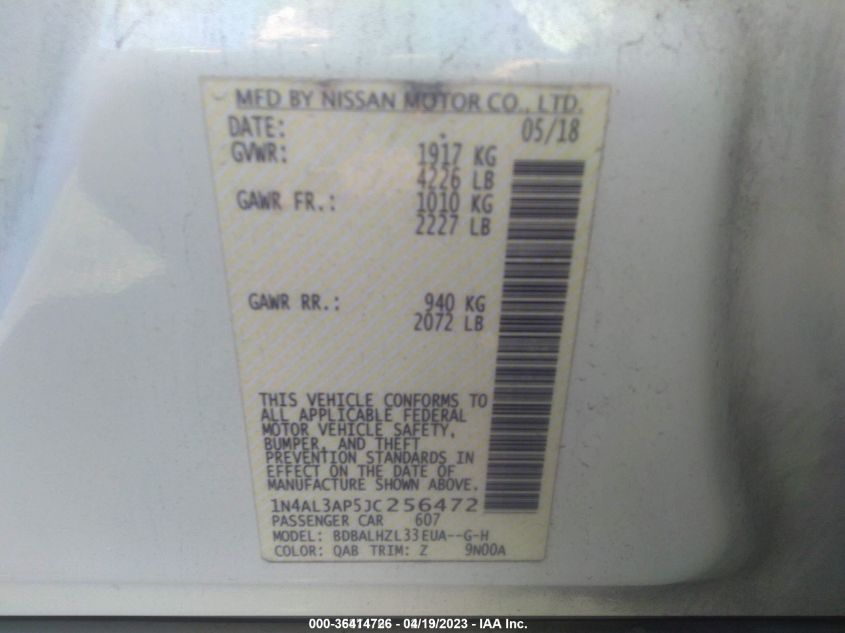 MFD BY NISSAN MOTOR CO., LTD.
DATE: 05/18
GVWR: 1917 KG
4226 LB
GAWR FR.: 1010 KG
2227 LB
GAWR RR.: 940 KG
2072 LB
THIS VEHICLE CONFORMS TO
ALL APPLICABLE FEDERAL
MOTOR VEHICLE SAFETY,
BUMPER, AND THEFT
PREVENTION STANDARDS IN
EFFECT ON THE DATE OF
MANUFACTURE SHOWN ABOVE.
1N4AL3AP5JC256472
PASSENGER CAR 607
MODEL: BDBALHZL33EUA--G-H
COLOR: QAB TRIM: Z 9N00A
000-36414726 - 04/19/2023 - IAA Inc.